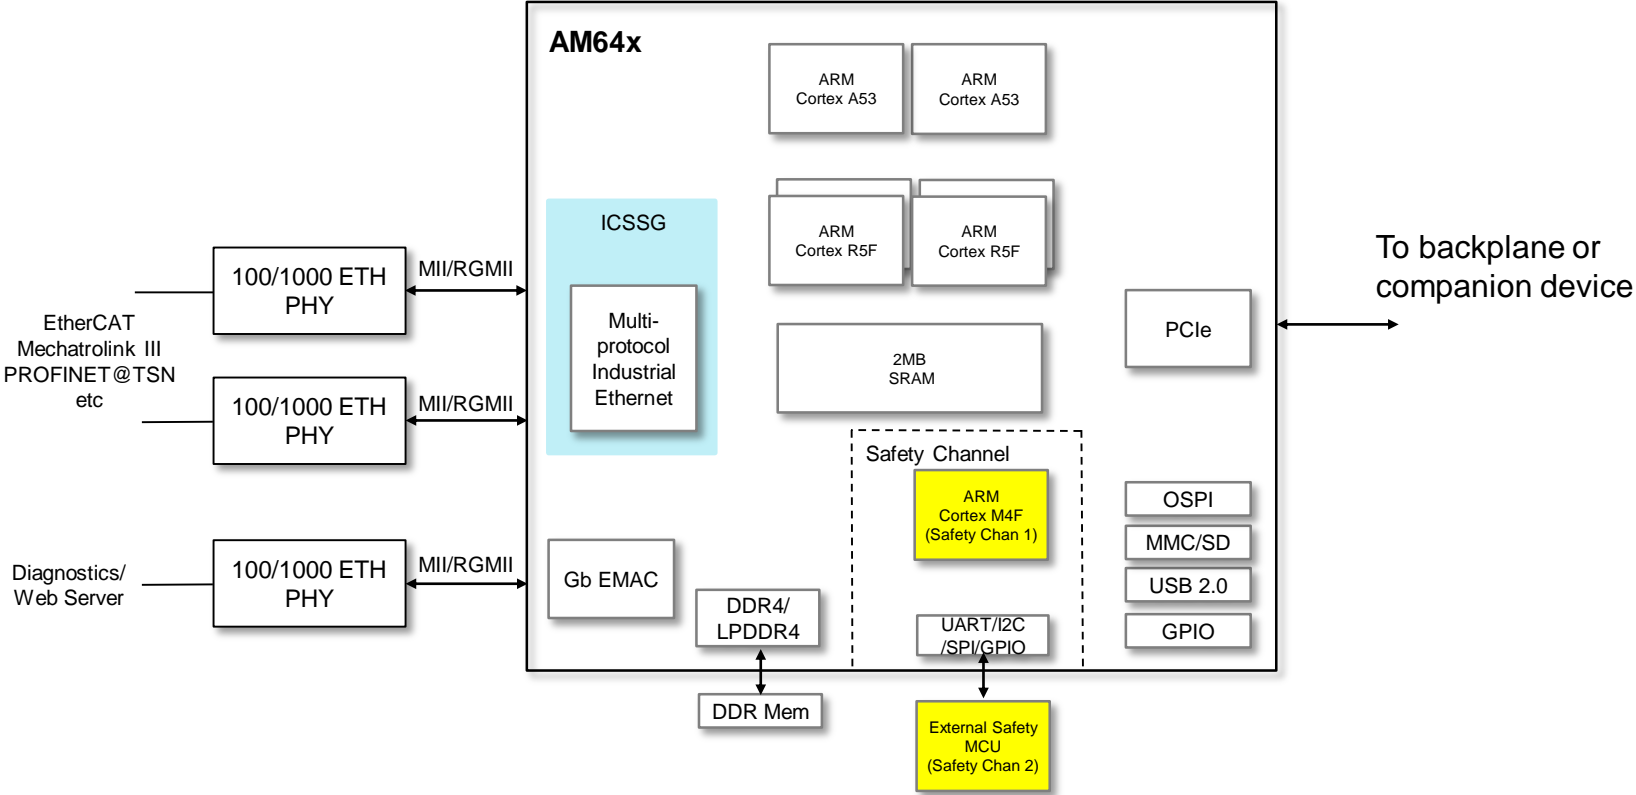 AM64x
ARM
Cortex A53
ARM
Cortex A53
ICSSG
ARM
Cortex R5F
ARM
Cortex R5F
To backplane or
companion device
100/1000 ETH
PHY
MII/RGMII
EtherCAT
Mechatrolink III
PROFINET@TSN
etc
Multi-
protocol
Industrial
Ethernet
2MB
SRAM
PCIe
100/1000 ETH
PHY
MII/RGMII
Safety Channel
ARM
Cortex M4F
(Safety Chan 1)
OSPI
MMC/SD
USB 2.0
GPIO
Diagnostics/
Web Server
100/1000 ETH
PHY
MII/RGMII
Gb EMAC
DDR4/
LPDDR4
UART/I2C
/SPI/GPIO
DDR Mem
External Safety
MCU
(Safety Chan 2)